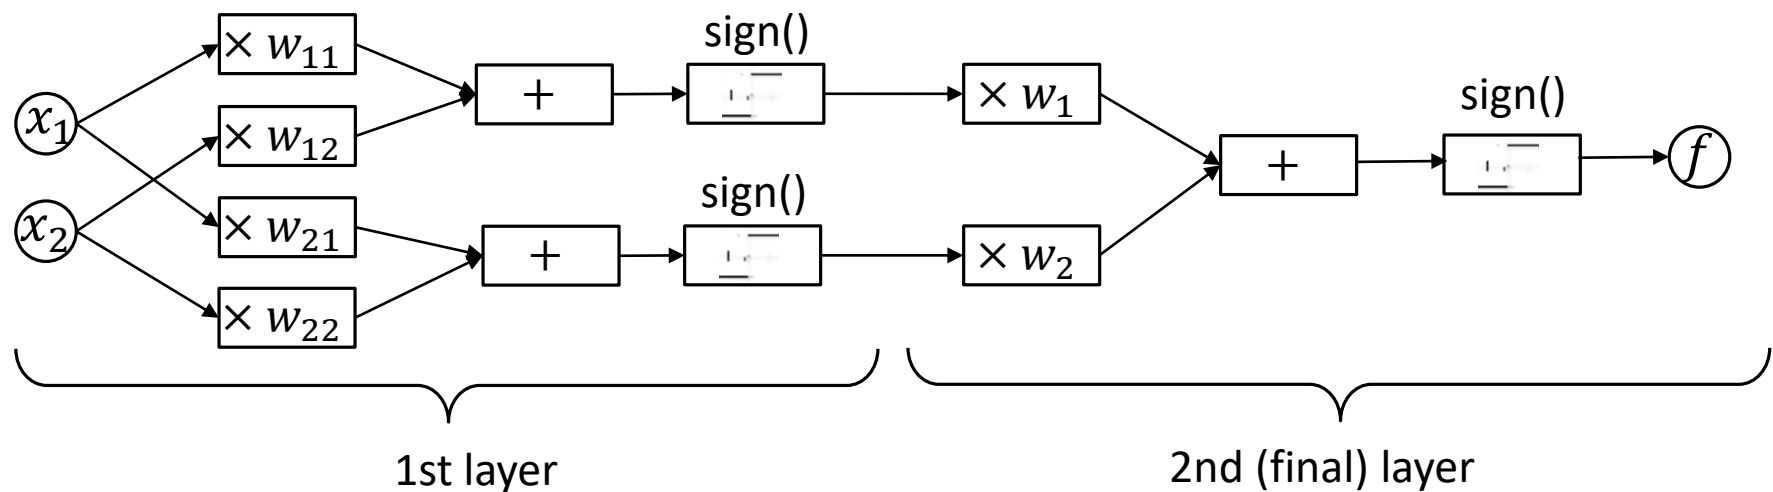 sign()
× w₁₁
x₁
× w₁₂
+
× w₁
sign()
+
f
sign()
x₂
× w₂₁
+
× w₂
× w₂₂
1st layer
2nd (final) layer